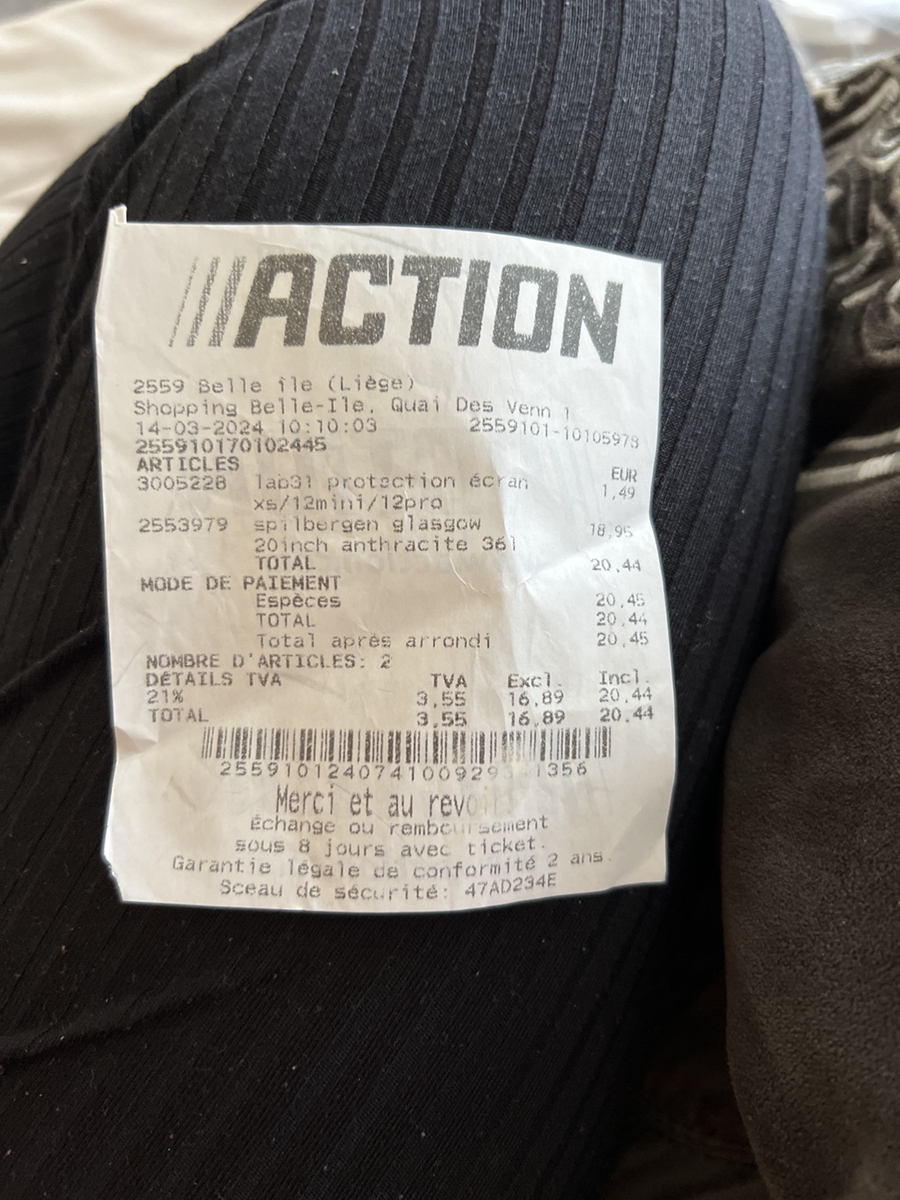 ACTION
2559 Belle île (Liège)
Shopping Belle-Ile, Quai Des Venn 1
14-03-2024 10:10:03 2559101-10105978
255910170102445
ARTICLES EUR
3005228 lab31 protection écran 1,49
xs/12mini/12pro
2553979 spilbergen glasgow 18,95
20inch anthracite 36l
TOTAL 20,44
MODE DE PAIEMENT
Espèces 20,45
TOTAL 20,44
Total après arrondi 20,45
NOMBRE D'ARTICLES: 2
DÉTAILS TVA TVA Excl. Incl.
21% 3,55 16,89 20,44
TOTAL 3,55 16,89 20,44
Merci et au revoir
Échange ou remboursement
sous 8 jours avec ticket.
Garantie légale de conformité 2 ans.
Sceau de sécurité: 47AD234E